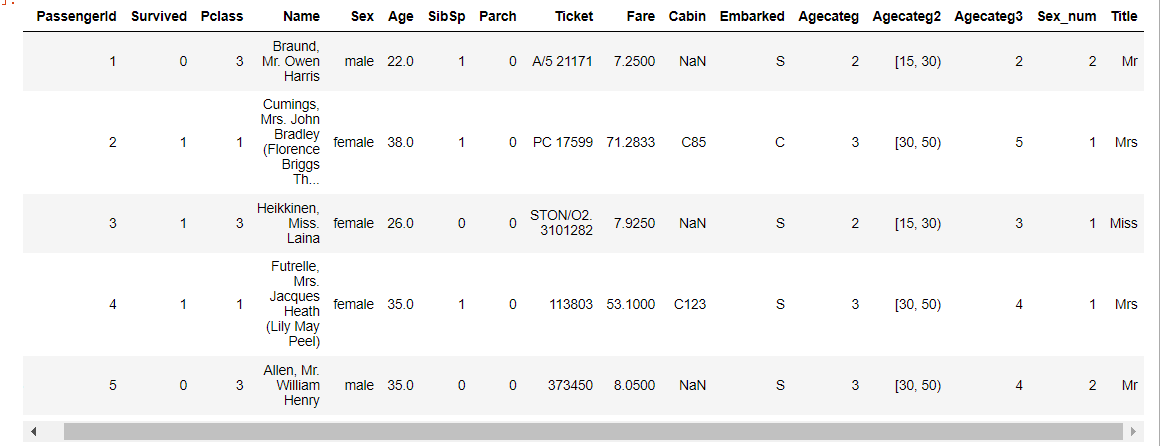 PassengerId Survived Pclass Name Sex Age SibSp Parch Ticket Fare Cabin Embarked Agecateg Agecateg2 Agecateg3 Sex_num Title
Braund,
1 0 3 Mr. Owen male 22.0 1 0 A/5 21171 7.2500 NaN S 2 [15, 30) 2 2 Mr
Harris
Cumings,
Mrs. John
2 1 1 Bradley female 38.0 1 0 PC 17599 71.2833 C85 C 3 [30, 50) 5 1 Mrs
(Florence
Briggs
Th...
Heikkinen,
3 1 3 Miss. female 26.0 0 0 STON/O2. 7.9250 NaN S 2 [15, 30) 3 1 Miss
Laina 3101282
Futrelle,
Mrs.
4 1 1 Jacques female 35.0 1 0 113803 53.1000 C123 S 3 [30, 50) 4 1 Mrs
Heath
(Lily May
Peel)
Allen, Mr.
5 0 3 William male 35.0 0 0 373450 8.0500 NaN S 3 [30, 50) 4 2 Mr
Henry